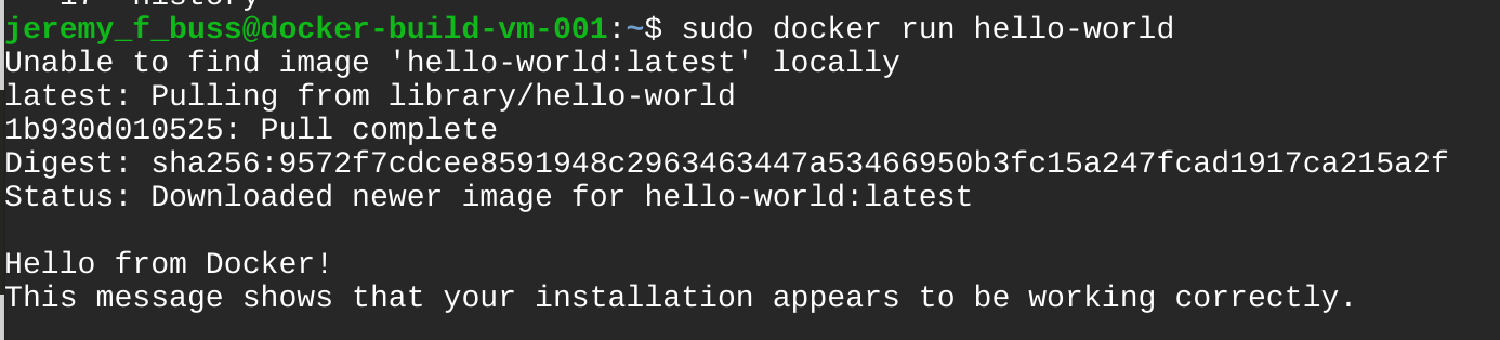 17 history
jeremy_f_buss@docker-build-vm-001:~$ sudo docker run hello-world
Unable to find image 'hello-world:latest' locally
latest: Pulling from library/hello-world
1b930d010525: Pull complete
Digest: sha256:9572f7cdcee8591948c2963463447a53466950b3fc15a247fcad1917ca215a2f
Status: Downloaded newer image for hello-world:latest
Hello from Docker!
This message shows that your installation appears to be working correctly.